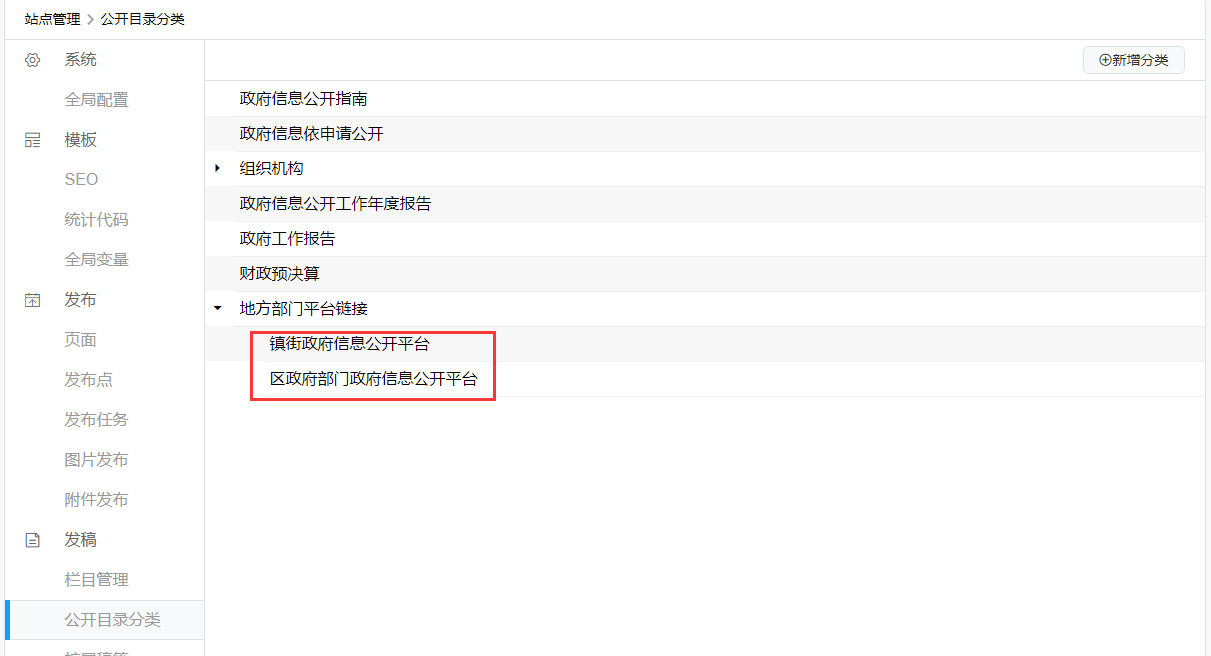 站点管理 > 公开目录分类
系统
全局配置
模板
SEO
统计代码
全局变量
发布
页面
发布点
发布任务
图片发布
附件发布
发稿
栏目管理
公开目录分类
新增分类
政府信息公开指南
政府信息依申请公开
组织机构
政府信息公开工作年度报告
政府工作报告
财政预决算
地方部门平台链接
镇街政府信息公开平台
区政府部门政府信息公开平台